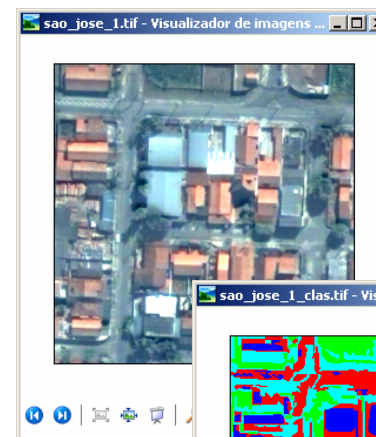 sao_jose_1.tif - Visualizador de imagens ...
sao_jose_1_clas.tif - Vis